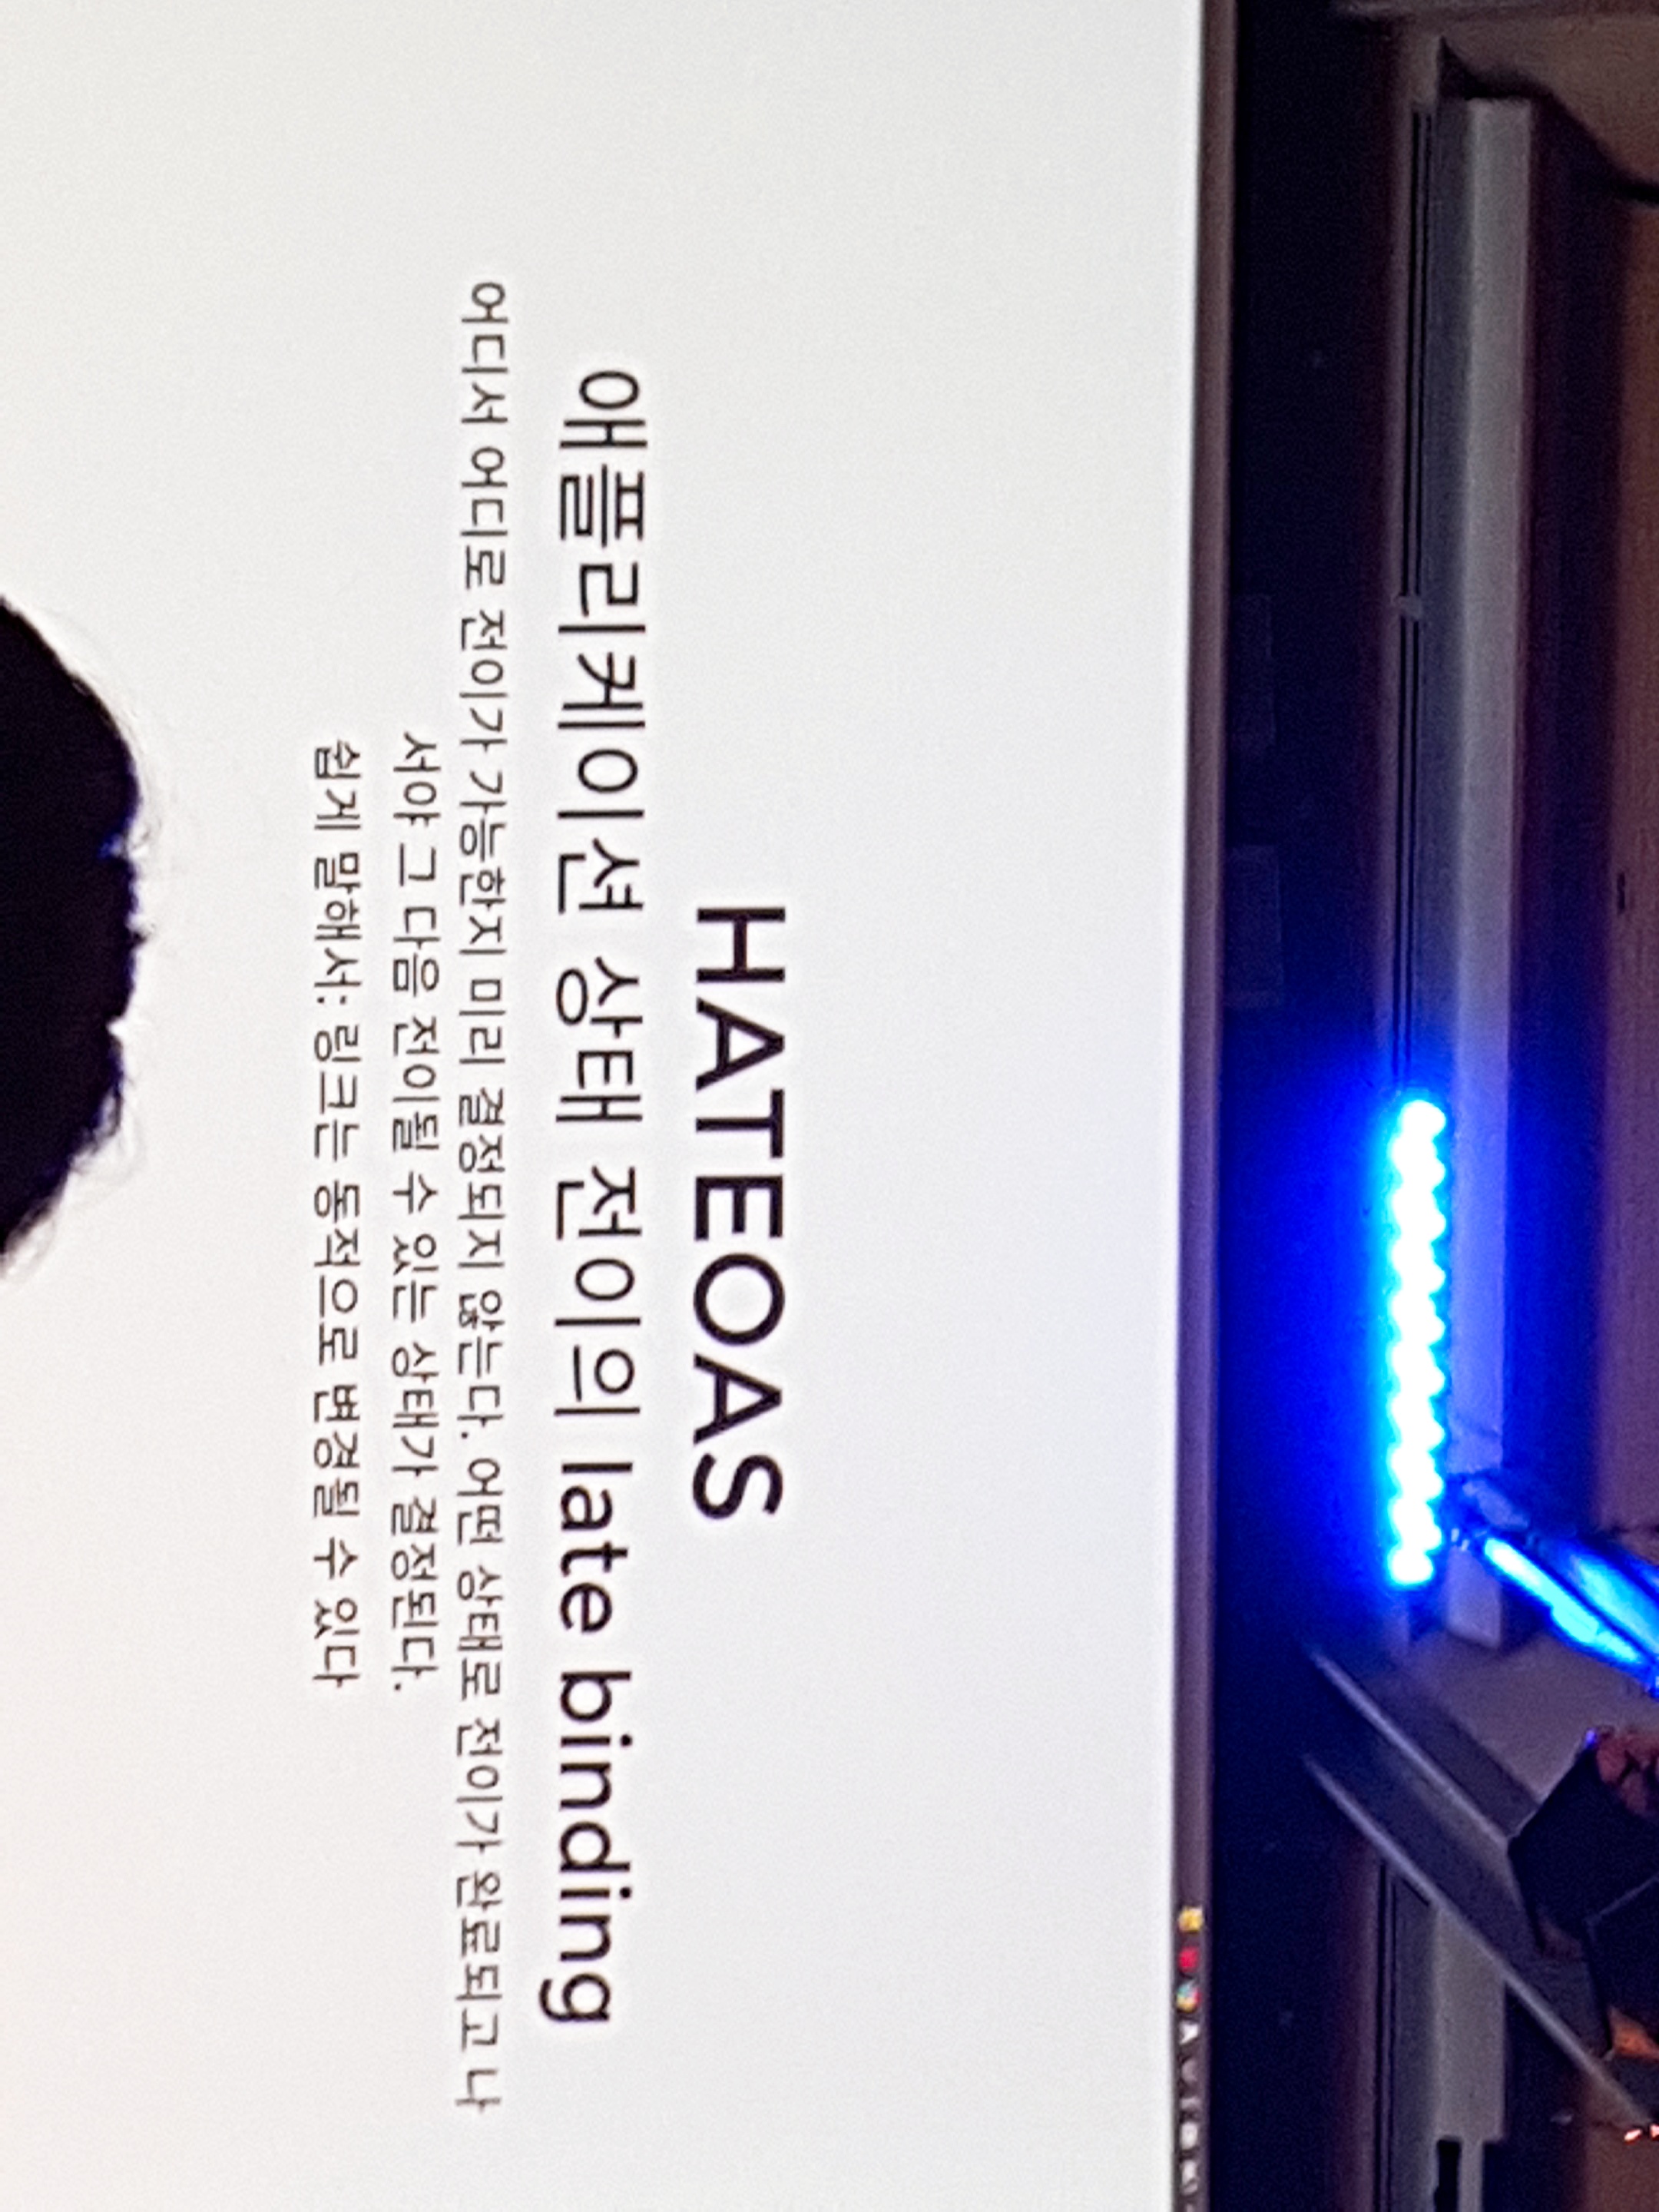 HATEOAS
애플리케이션 상태 전이의 late binding
어디서 어디로 전이가 가능한지 미리 결정되지 않는다. 어떤 상태로 전이가 완료되고 나
서야 그 다음 전이될 수 있는 상태가 결정된다.
쉽게 말해서: 링크는 동적으로 변경될 수 있다